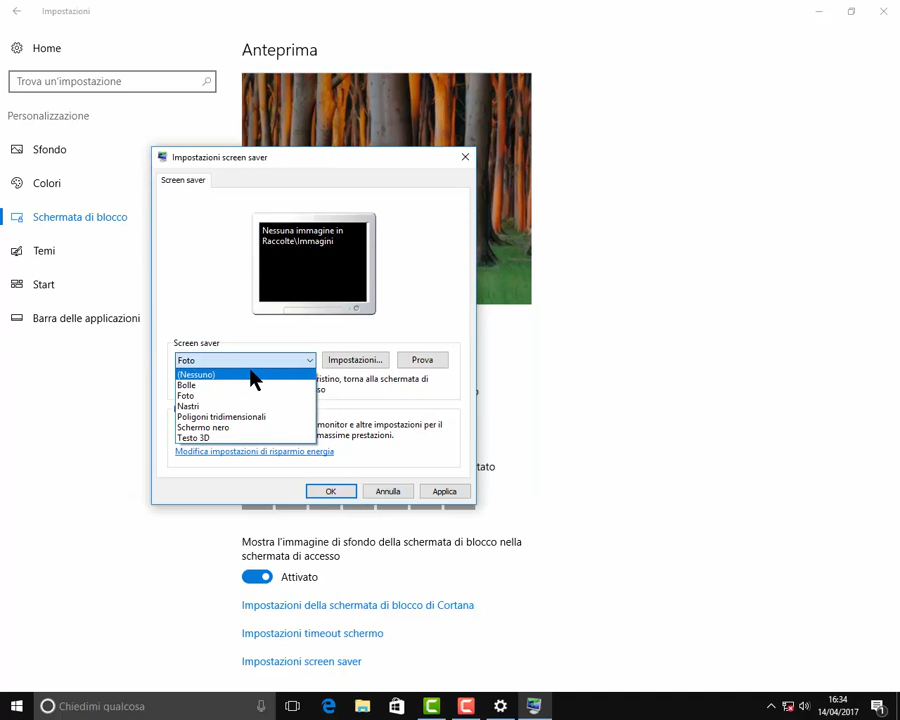 Impostazioni
Home
Trova un'impostazione
Personalizzazione
Sfondo
Colori
Schermata di blocco
Temi
Start
Barra delle applicazioni
Anteprima
Impostazioni screen saver
Screen saver
Nessuna immagine in
Raccolte\Immagini
Screen saver
Foto
Impostazioni...
Prova
(Nessuno)
Bolle
Foto
Nastri
Poligoni tridimensionali
Schermo nero
Testo 3D
ristino, torna alla schermata di
so
monitor e altre impostazioni per il
massime prestazioni.
Modifica impostazioni di risparmio energia
OK
Annulla
Applica
tato
Mostra l'immagine di sfondo della schermata di blocco nella
schermata di accesso
Attivato
Impostazioni della schermata di blocco di Cortana
Impostazioni timeout schermo
Impostazioni screen saver
Chiedimi qualcosa
16:34
14/04/2017
1